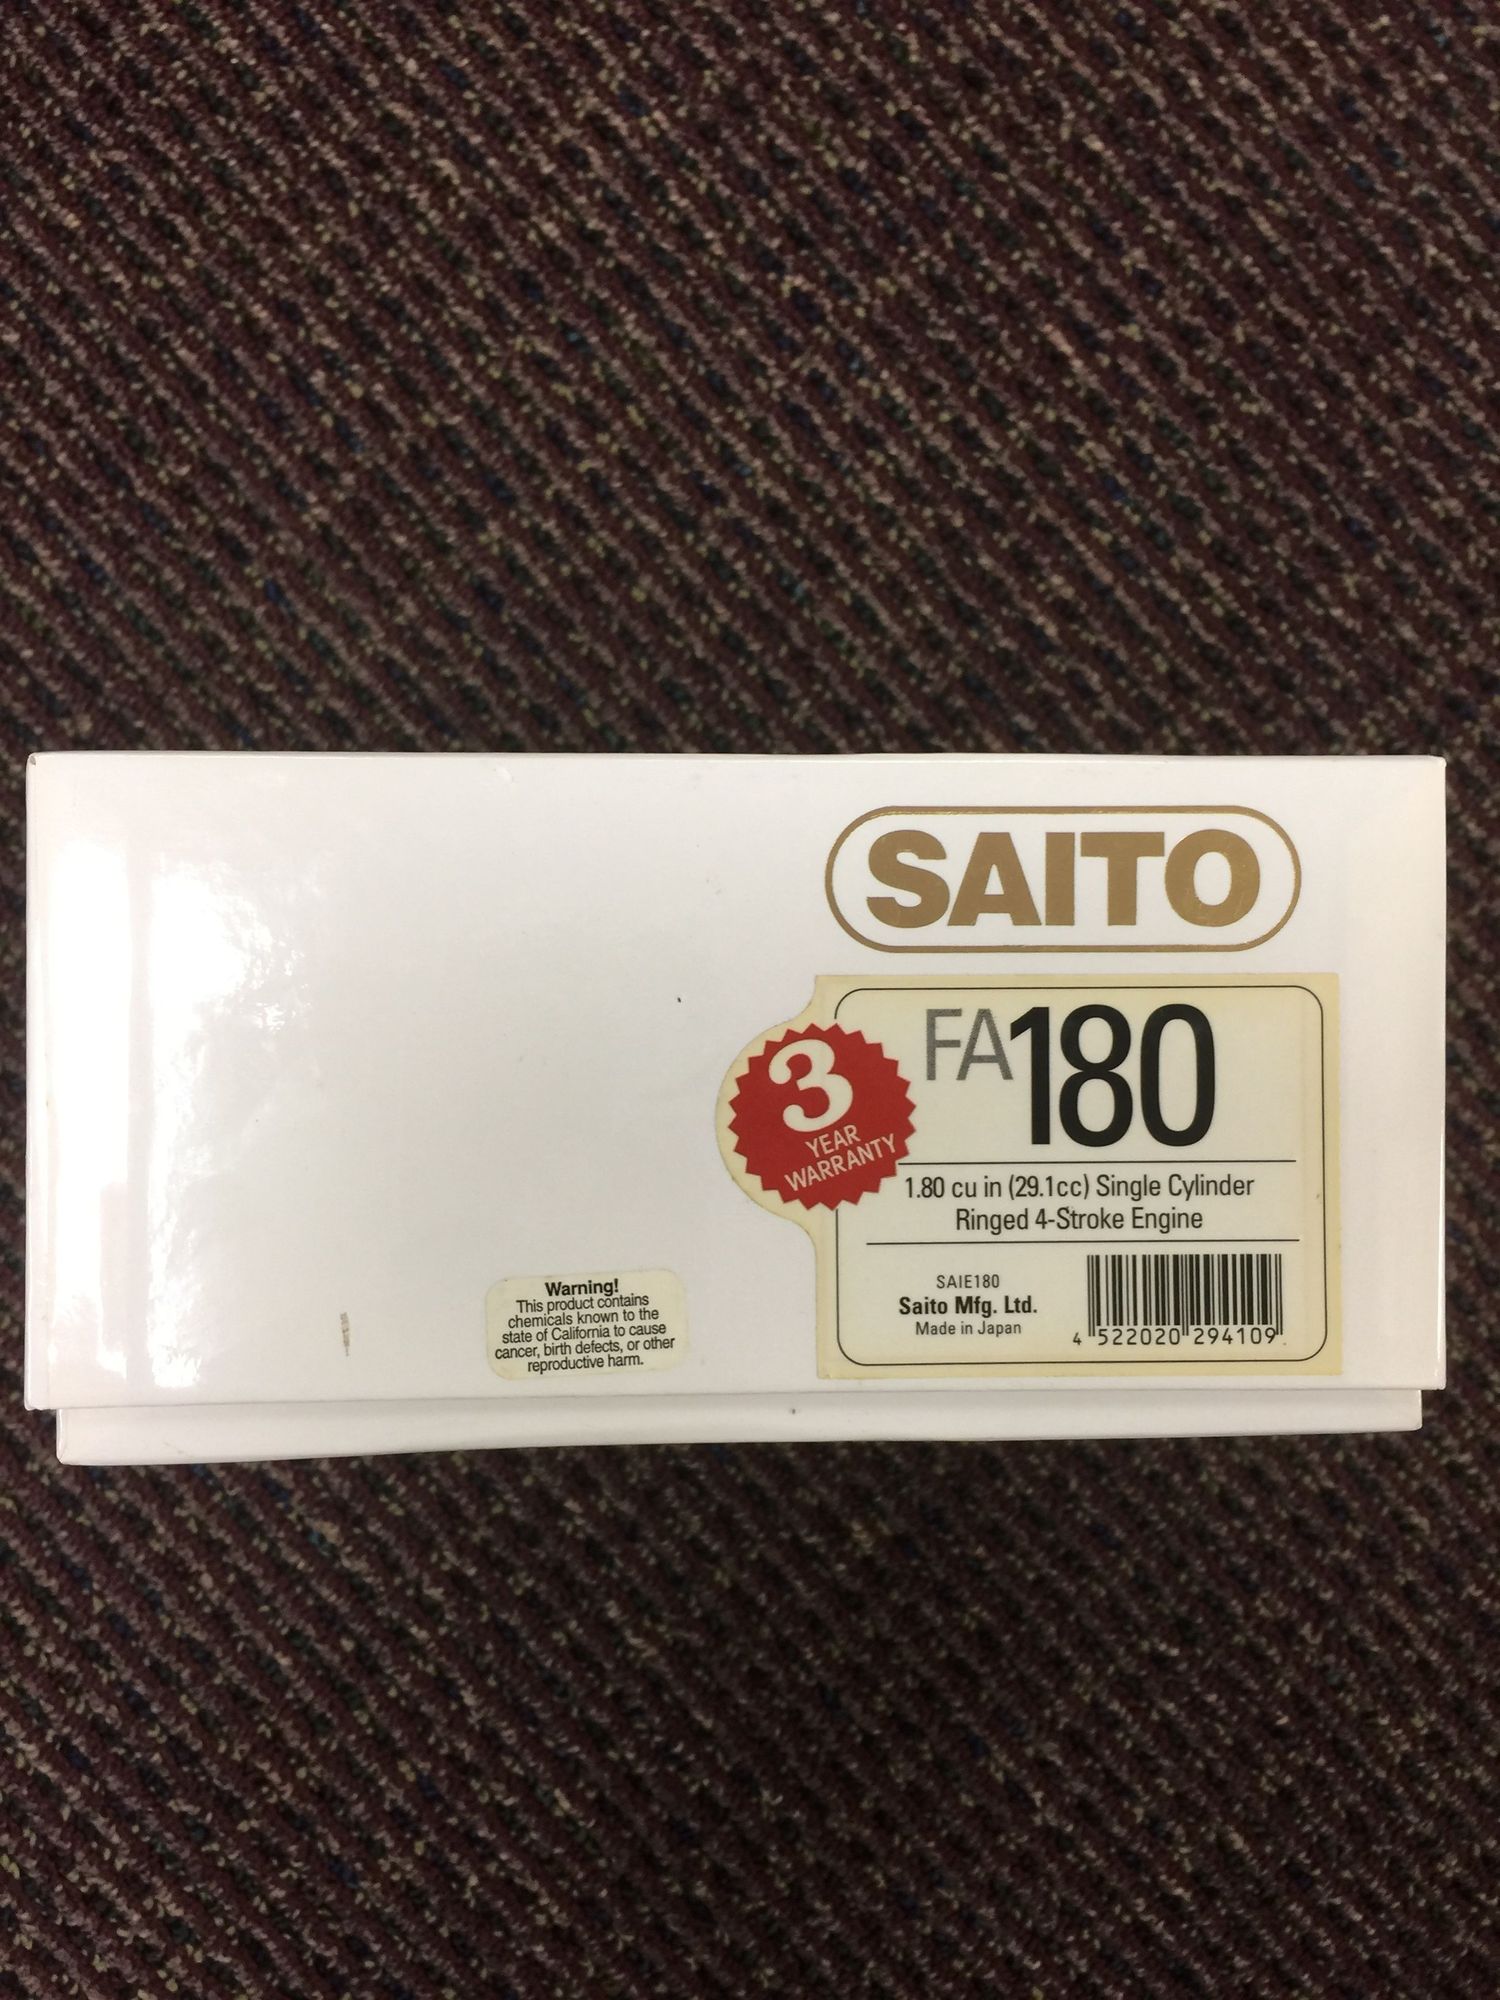 SAITO
FA180
3
YEAR
WARRANTY
1.80 cu in (29.1cc) Single Cylinder
Ringed 4-Stroke Engine
SAIE180
Saito Mfg. Ltd.
Made in Japan
4 522020 294109
Warning!
This product contains
chemicals known to the
state of California to cause
cancer, birth defects, or other
reproductive harm.